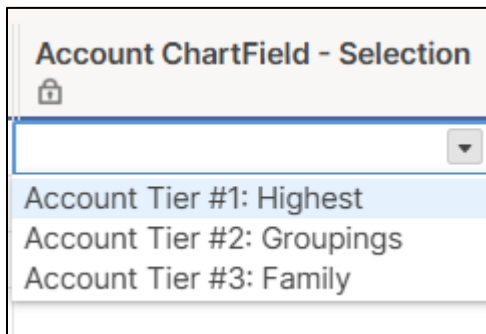 Account ChartField - Selection
Account Tier #1: Highest
Account Tier #2: Groupings
Account Tier #3: Family